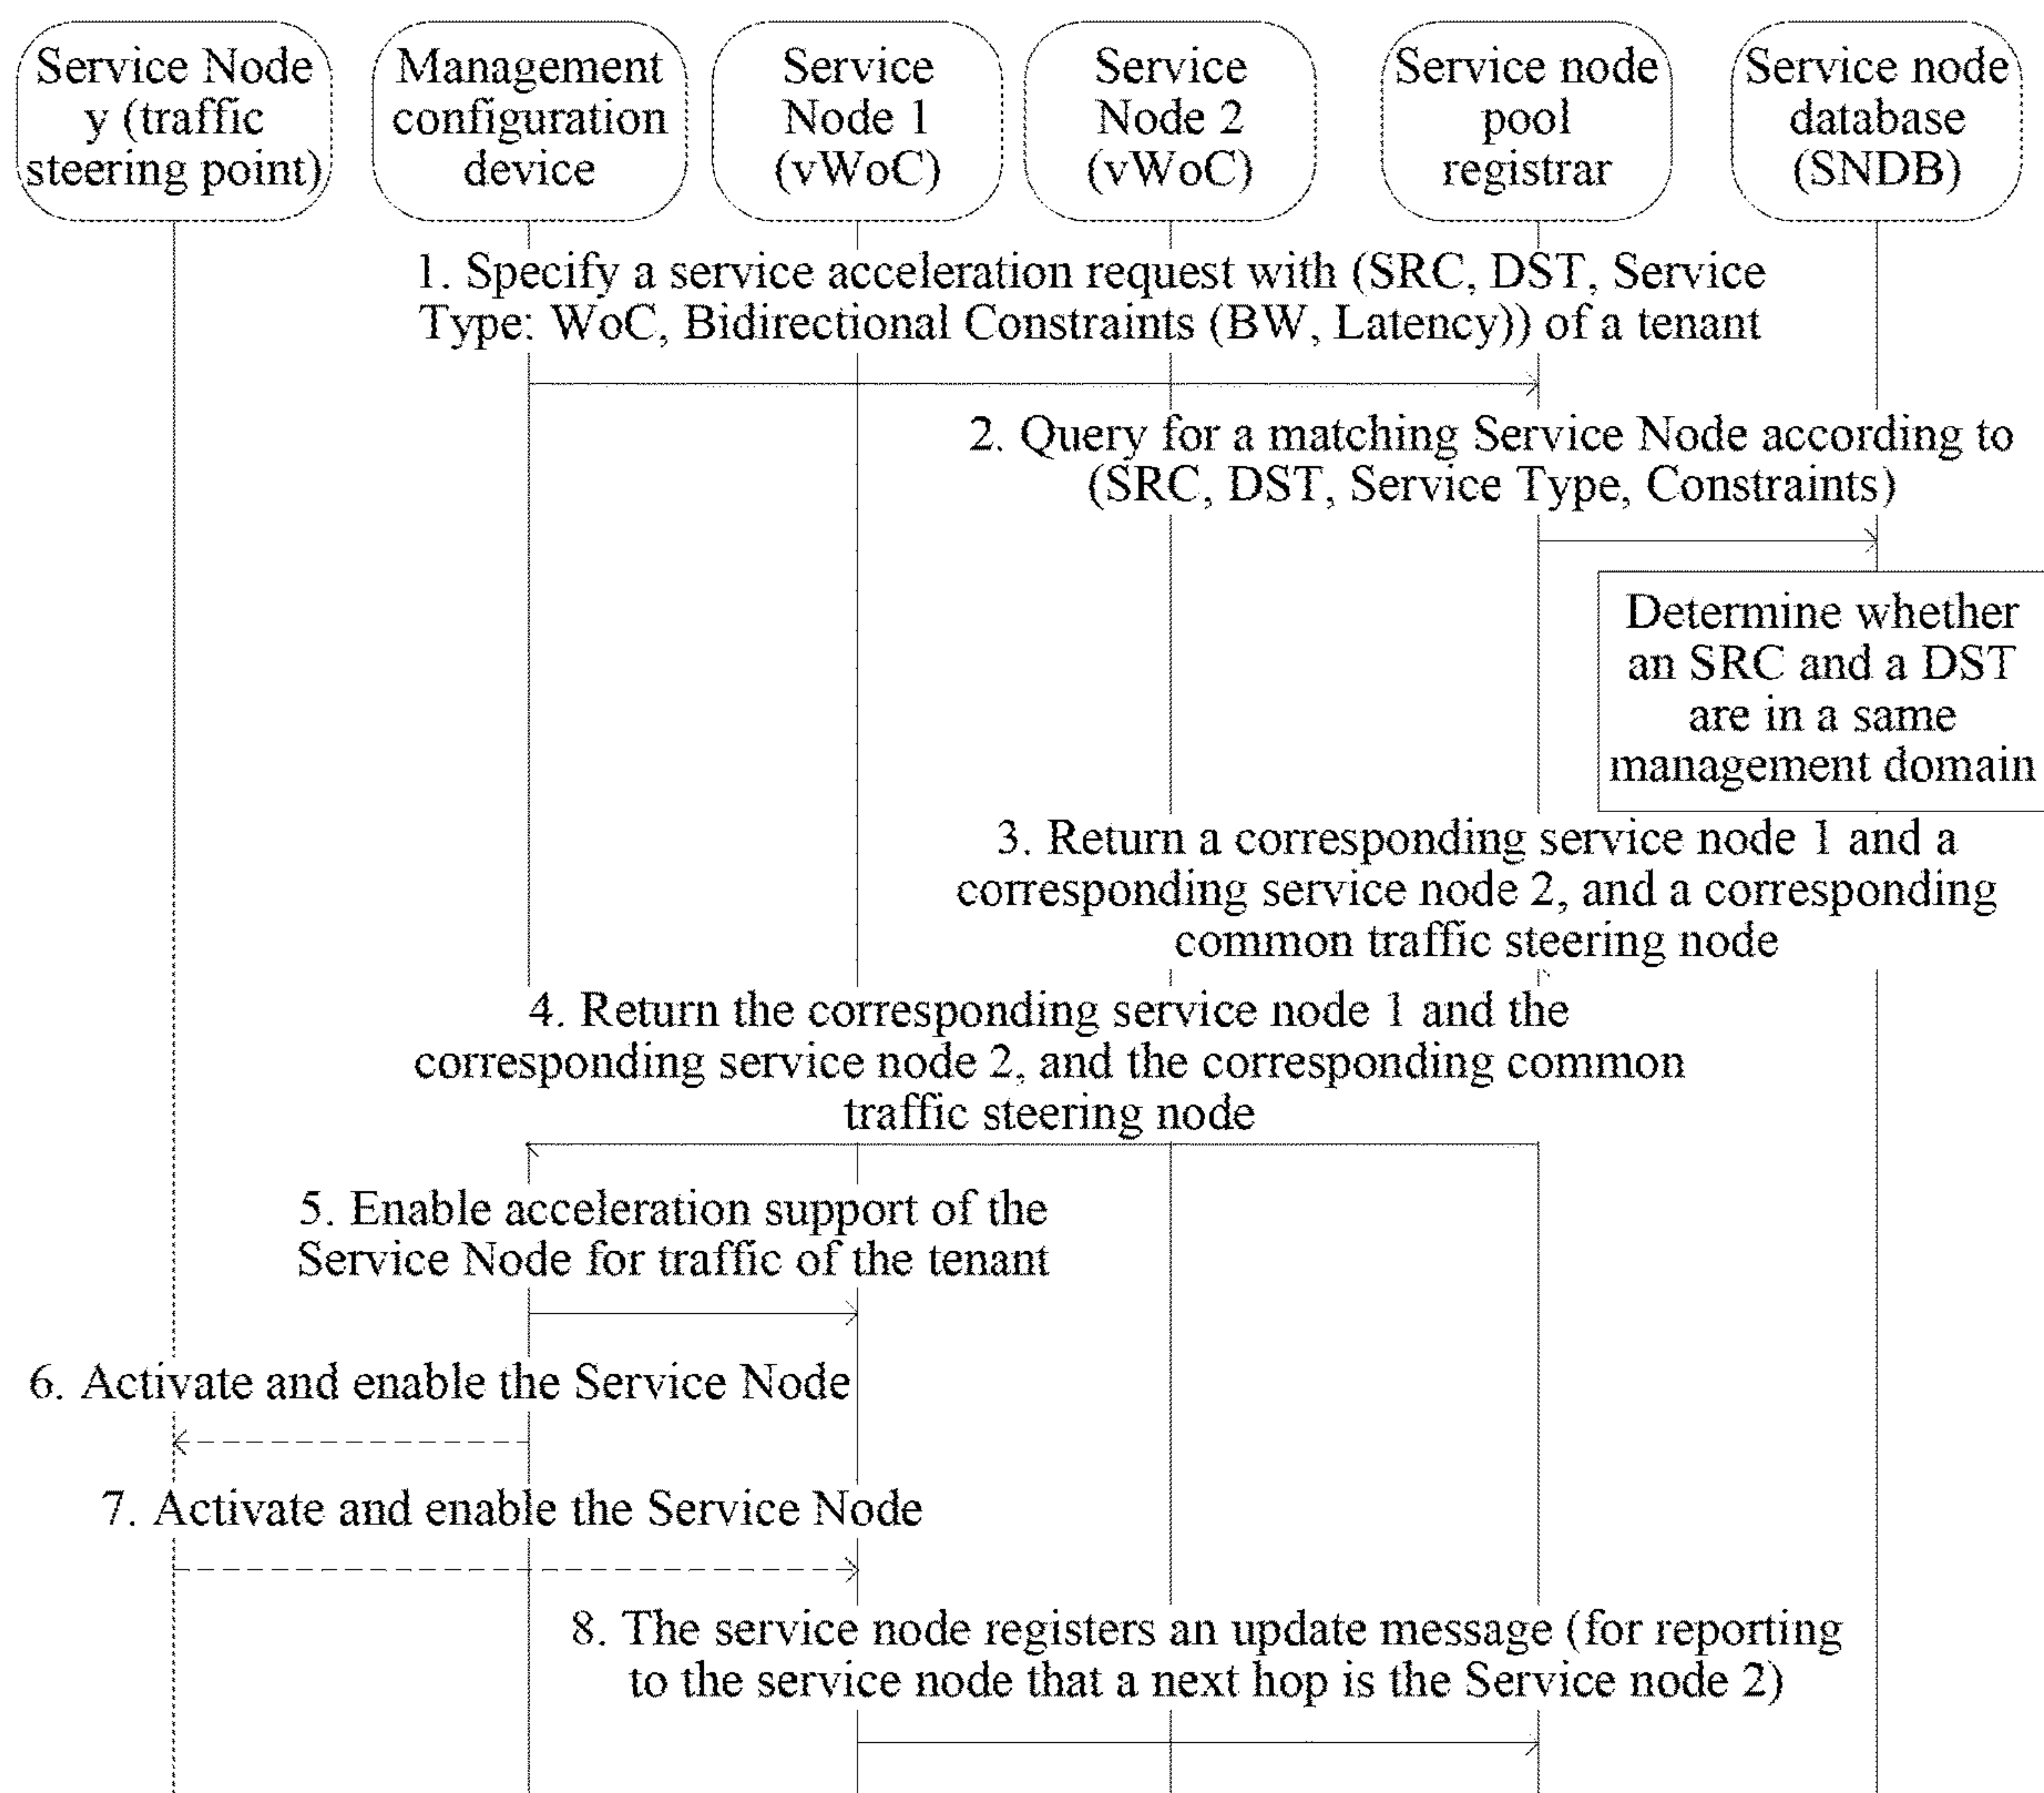 Service Node
y (traffic
steering point)
Management
configuration
device
Service
Node 1
(vWoC)
Service
Node 2
(vWoC)
Service node
pool
registrar
Service node
database
(SNDB)
1. Specify a service acceleration request with (SRC, DST, Service
Type: WoC, Bidirectional Constraints (BW, Latency)) of a tenant
2. Query for a matching Service Node according to
(SRC, DST, Service Type, Constraints)
Determine whether
an SRC and a DST
are in a same
management domain
3. Return a corresponding service node 1 and a
corresponding service node 2, and a corresponding
common traffic steering node
4. Return the corresponding service node 1 and the
corresponding service node 2, and the corresponding common
traffic steering node
5. Enable acceleration support of the
Service Node for traffic of the tenant
6. Activate and enable the Service Node
7. Activate and enable the Service Node
8. The service node registers an update message (for reporting
to the service node that a next hop is the Service node 2)